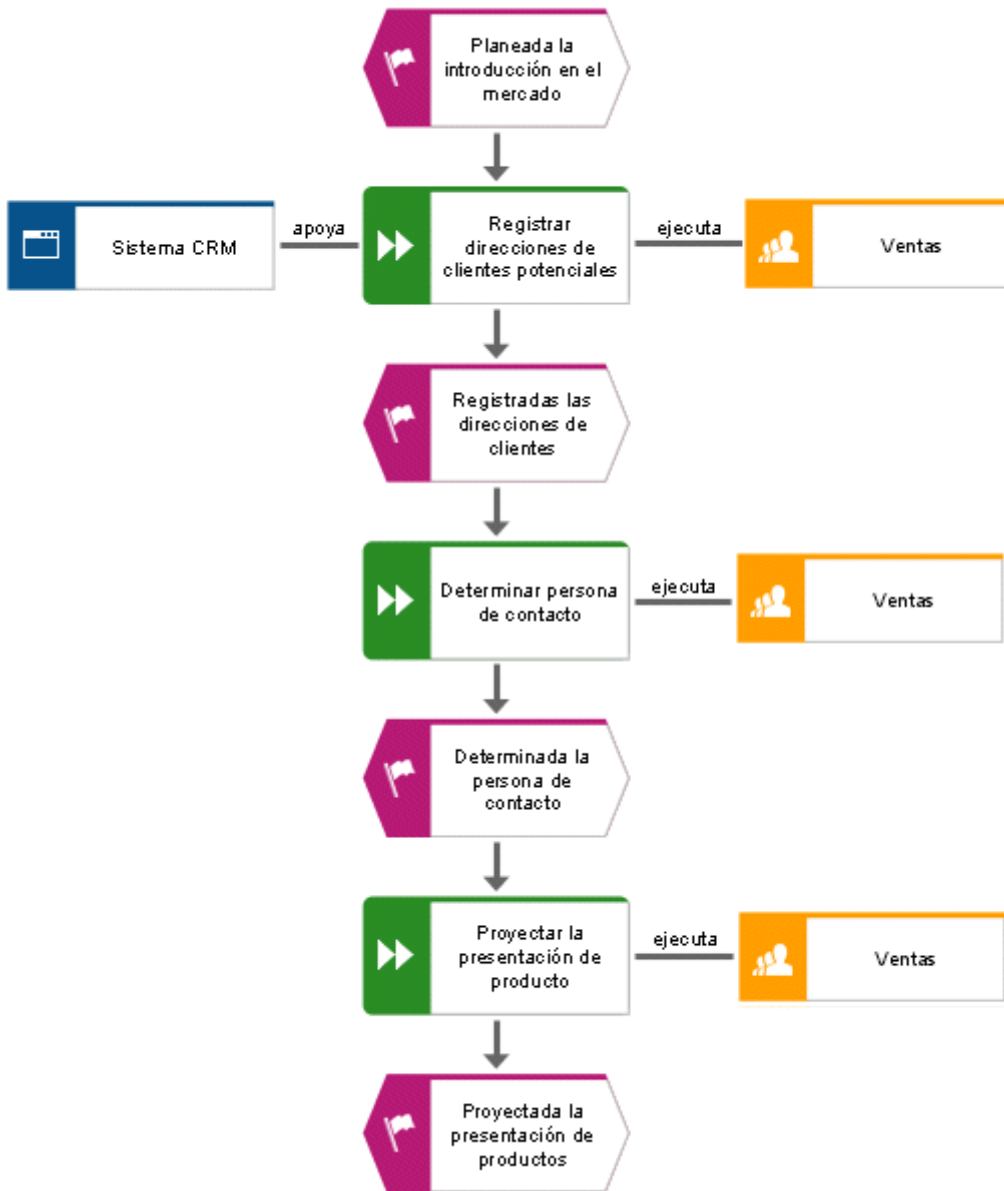 Planeada la
introducción en el
mercado
Sistema CRM
apoya
Registrar
direcciones de
clientes potenciales
ejecuta
Ventas
Registradas las
direcciones de
clientes
Determinar persona
de contacto
ejecuta
Ventas
Determinada la
persona de
contacto
Proyectar la
presentación de
producto
ejecuta
Ventas
Proyectada la
presentación de
productos